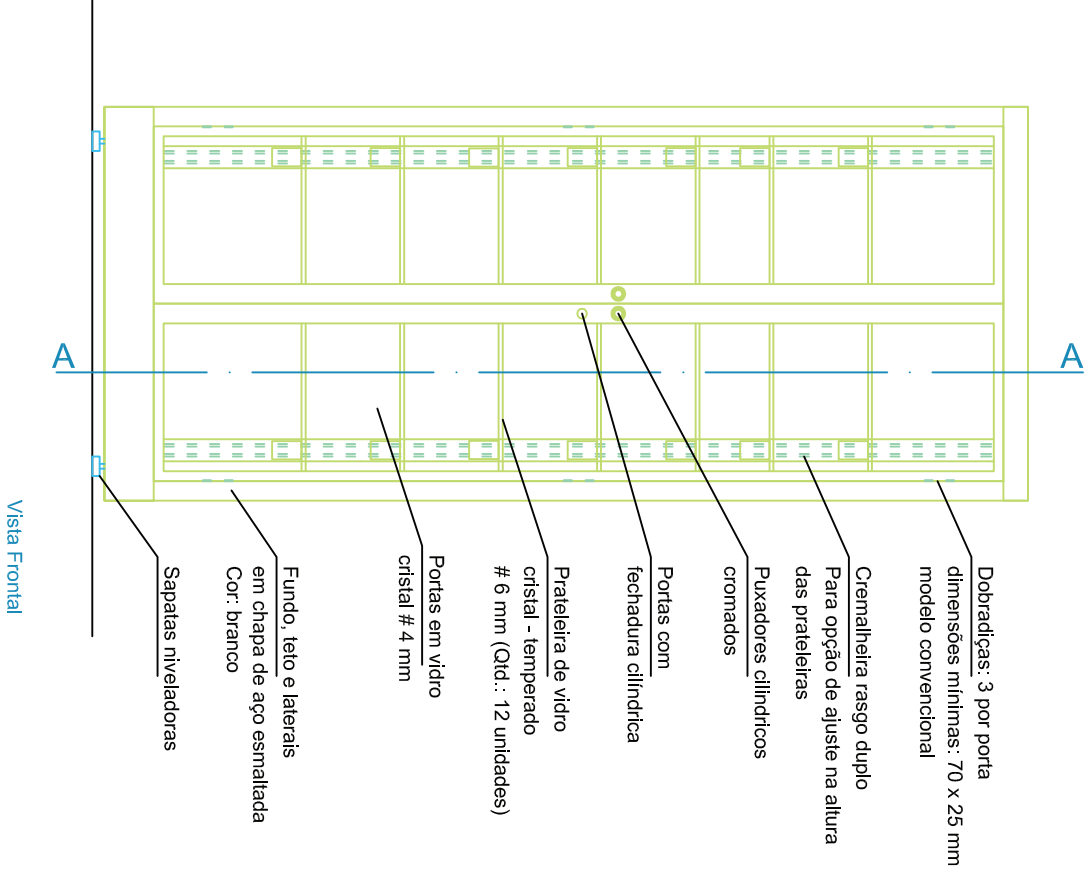 A
A
Dobradiças: 3 por porta
dimensões mínimas: 70 x 25 mm
modelo convencional
Cremalheira rasgo duplo
Para opção de ajuste na altura
das prateleiras
Puxadores cilindricos
cromados
Portas com
fechadura cilíndrica
Prateleira de vidro
cristal - temperado
# 6 mm (Qtd.: 12 unidades)
Portas em vidro
cristal # 4 mm
Fundo, teto e laterais
em chapa de aço esmaltada
Cor: branco
Sapatas niveladoras
Vista Frontal